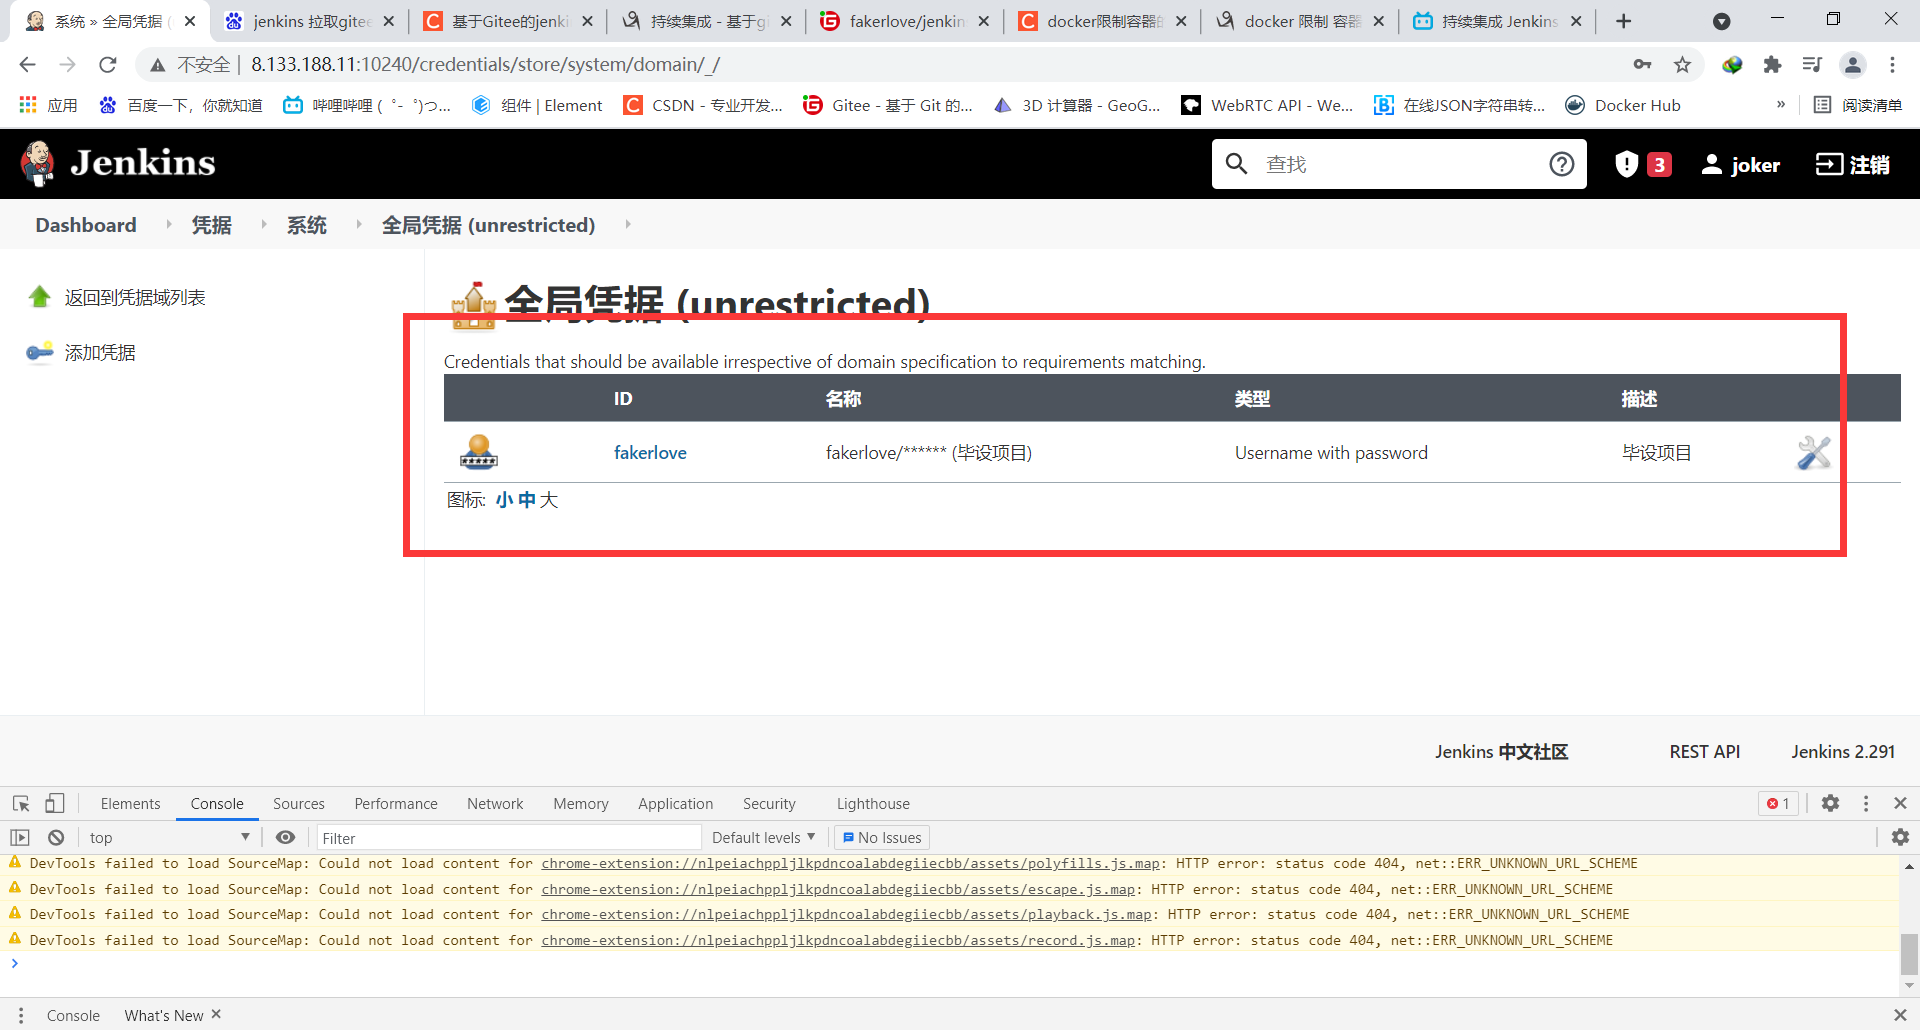 系统 » 全局凭据 (
jenkins 拉取gitee
基于Gitee的jenki
持续集成 - 基于gi
fakerlove/jenkin
docker限制容器的
docker 限制 容器
持续集成 Jenkins
不安全 | 8.133.188.11:10240/credentials/store/system/domain/_/
应用
百度一下，你就知道
哔哩哔哩 (゜-゜)つ...
组件 | Element
CSDN - 专业开发...
Gitee - 基于 Git 的...
3D 计算器 - GeoG...
WebRTC API - We...
在线JSON字符串转...
Docker Hub
»
阅读清单
Jenkins
查找
3
joker
注销
Dashboard
凭据
系统
全局凭据 (unrestricted)
返回到凭据域列表
添加凭据
全局凭据 (unrestricted)
Credentials that should be available irrespective of domain specification to requirements matching.
ID 名称 类型 描述
fakerlove fakerlove/****** (毕设项目) Username with password 毕设项目
图标: 小 中 大
Jenkins 中文社区 REST API Jenkins 2.291
Elements Console Sources Performance Network Memory Application Security Lighthouse 1
top Filter Default levels No Issues
DevTools failed to load SourceMap: Could not load content for chrome-extension://nlpeiachppljlkpdncoalabdegiiecbb/assets/polyfills.js.map: HTTP error: status code 404, net::ERR_UNKNOWN_URL_SCHEME
DevTools failed to load SourceMap: Could not load content for chrome-extension://nlpeiachppljlkpdncoalabdegiiecbb/assets/escape.js.map: HTTP error: status code 404, net::ERR_UNKNOWN_URL_SCHEME
DevTools failed to load SourceMap: Could not load content for chrome-extension://nlpeiachppljlkpdncoalabdegiiecbb/assets/playback.js.map: HTTP error: status code 404, net::ERR_UNKNOWN_URL_SCHEME
DevTools failed to load SourceMap: Could not load content for chrome-extension://nlpeiachppljlkpdncoalabdegiiecbb/assets/record.js.map: HTTP error: status code 404, net::ERR_UNKNOWN_URL_SCHEME
Console What's New